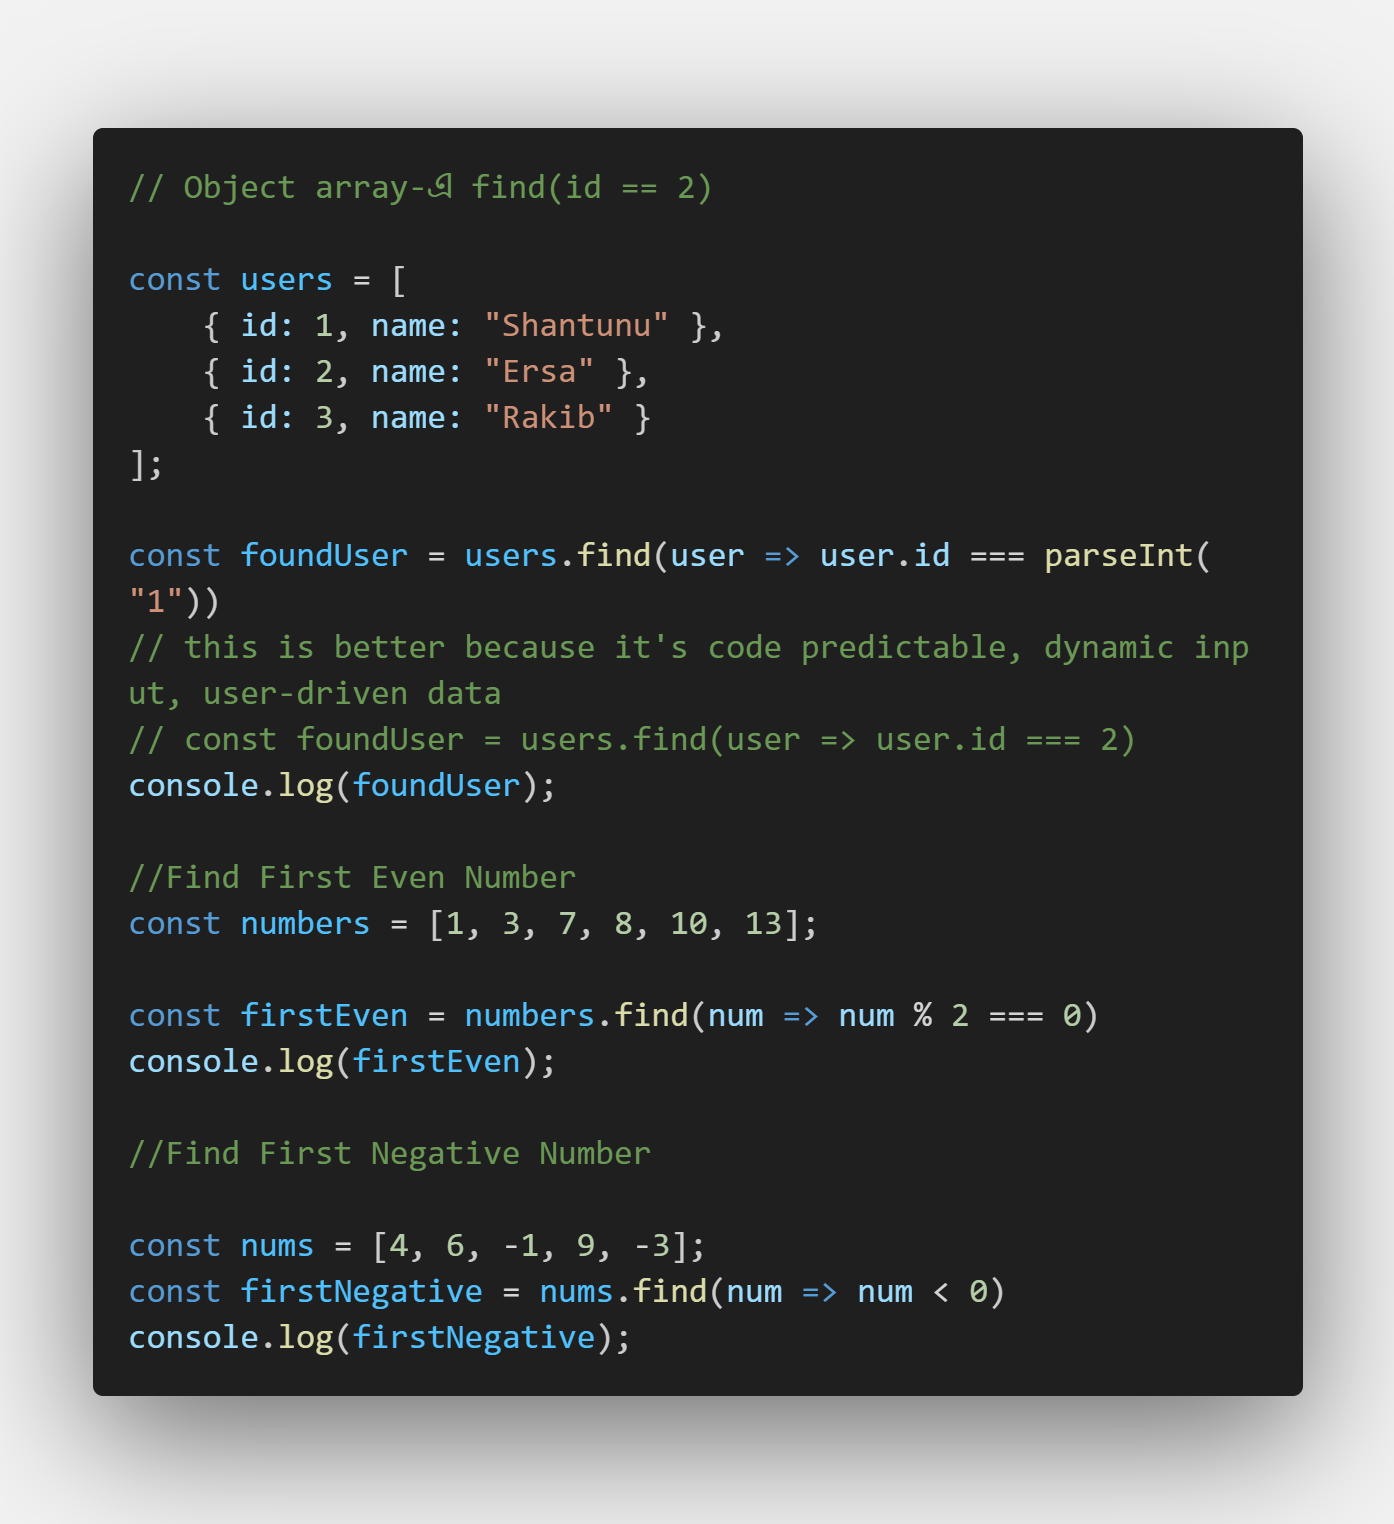 // Object array-এ find(id == 2)
const users = [
    { id: 1, name: "Shantunu" },
    { id: 2, name: "Ersa" },
    { id: 3, name: "Rakib" }
];
const foundUser = users.find(user => user.id === parseInt(
"1"))
// this is better because it's code predictable, dynamic inp
ut, user-driven data
// const foundUser = users.find(user => user.id === 2)
console.log(foundUser);
//Find First Even Number
const numbers = [1, 3, 7, 8, 10, 13];
const firstEven = numbers.find(num => num % 2 === 0)
console.log(firstEven);
//Find First Negative Number
const nums = [4, 6, -1, 9, -3];
const firstNegative = nums.find(num => num < 0)
console.log(firstNegative);